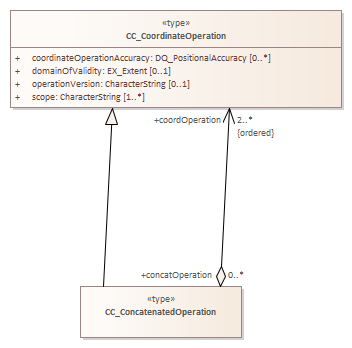 «type»
CC_CoordinateOperation
+ coordinateOperationAccuracy: DQ_PositionalAccuracy [0..*]
+ domainOfValidity: EX_Extent [0..1]
+ operationVersion: CharacterString [0..1]
+ scope: CharacterString [1..*]
+coordOperation 2..*
{ordered}
+concatOperation 0..*
«type»
CC_ConcatenatedOperation